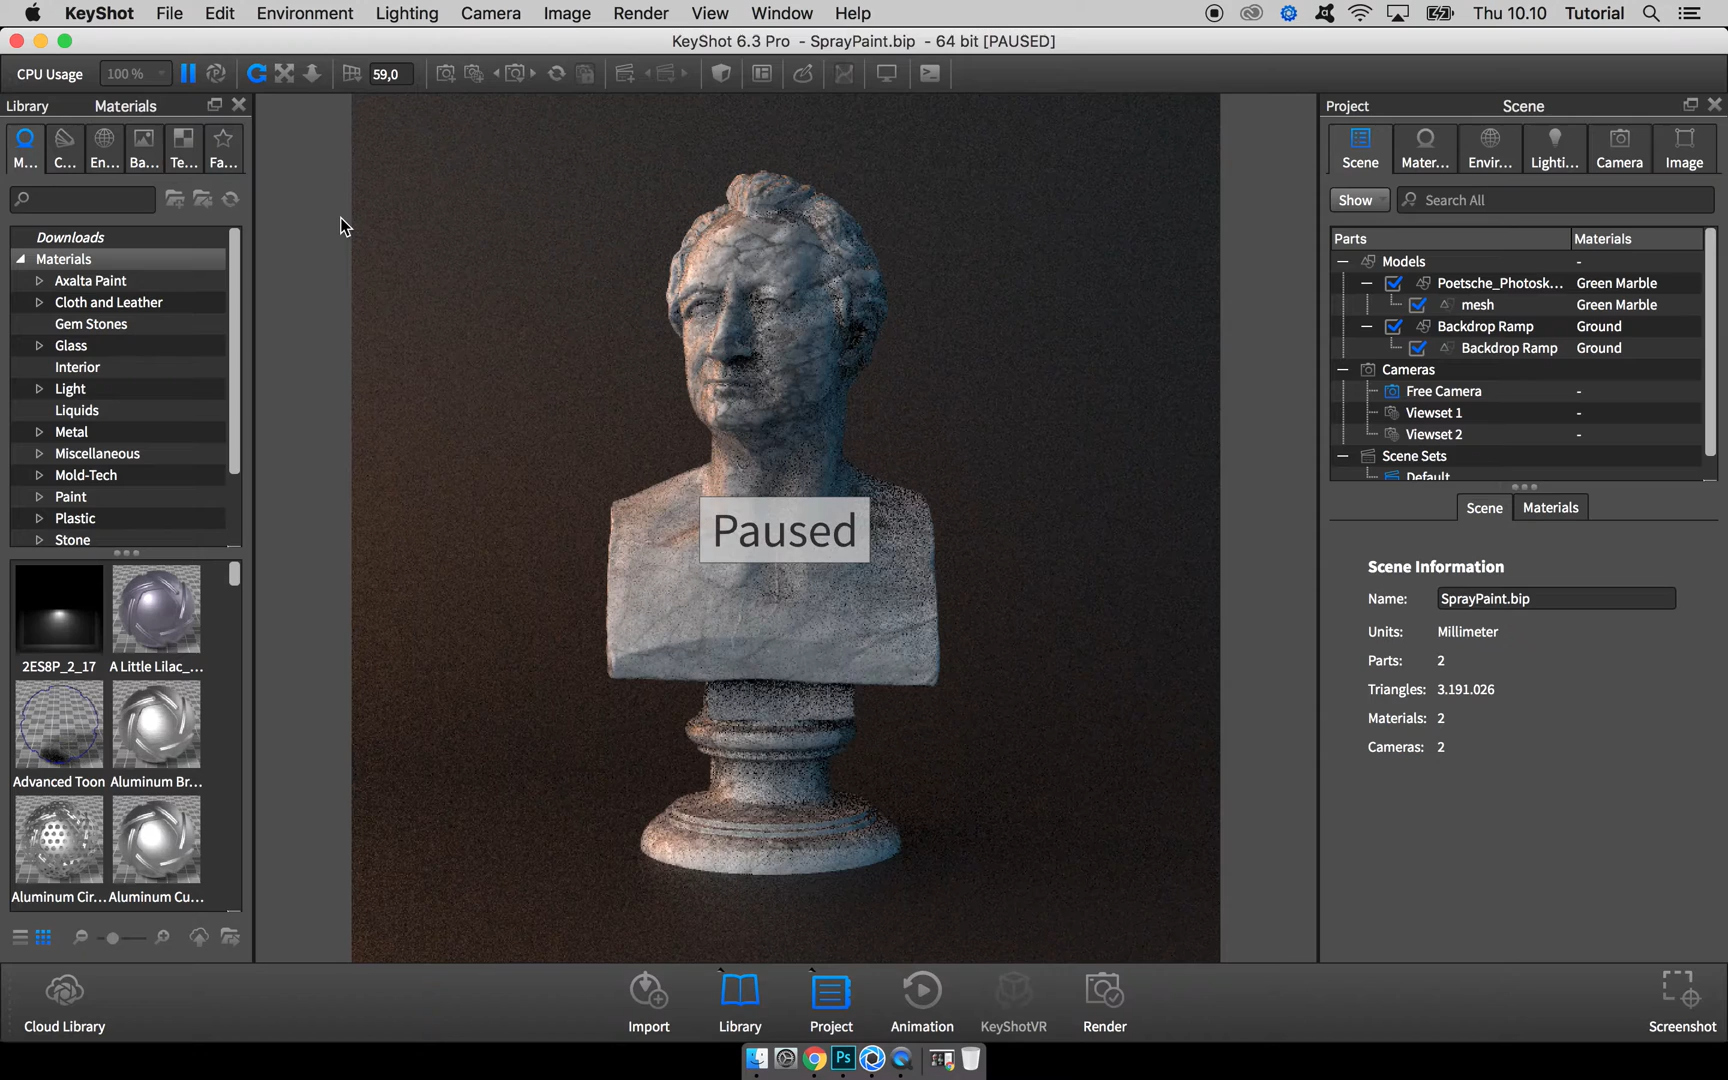 KeyShot File Edit Environment Lighting Camera Image Render View Window Help Thu 10.10 Tutorial
KeyShot 6.3 Pro - SprayPaint.bip - 64 bit [PAUSED]
CPU Usage 100 % 59,0
Library Materials
M... C... En... Ba... Te... Fa...
Downloads
Materials
Axalta Paint
Cloth and Leather
Gem Stones
Glass
Interior
Light
Liquids
Metal
Miscellaneous
Mold-Tech
Paint
Plastic
Stone
2ES8P_2_17 A Little Lilac_...
Advanced Toon Aluminum Br...
Aluminum Cir... Aluminum Cu...
Paused
Project Scene
Scene Mater... Envir... Lighti... Camera Image
Show Search All
Parts Materials
Models -
Poetsche_Photosk... Green Marble
mesh Green Marble
Backdrop Ramp Ground
Backdrop Ramp Ground
Cameras
Free Camera -
Viewset 1 -
Viewset 2 -
Scene Sets
Default
Scene Materials
Scene Information
Name: SprayPaint.bip
Units: Millimeter
Parts: 2
Triangles: 3.191.026
Materials: 2
Cameras: 2
Cloud Library Import Library Project Animation KeyShotVR Render Screenshot
Ps